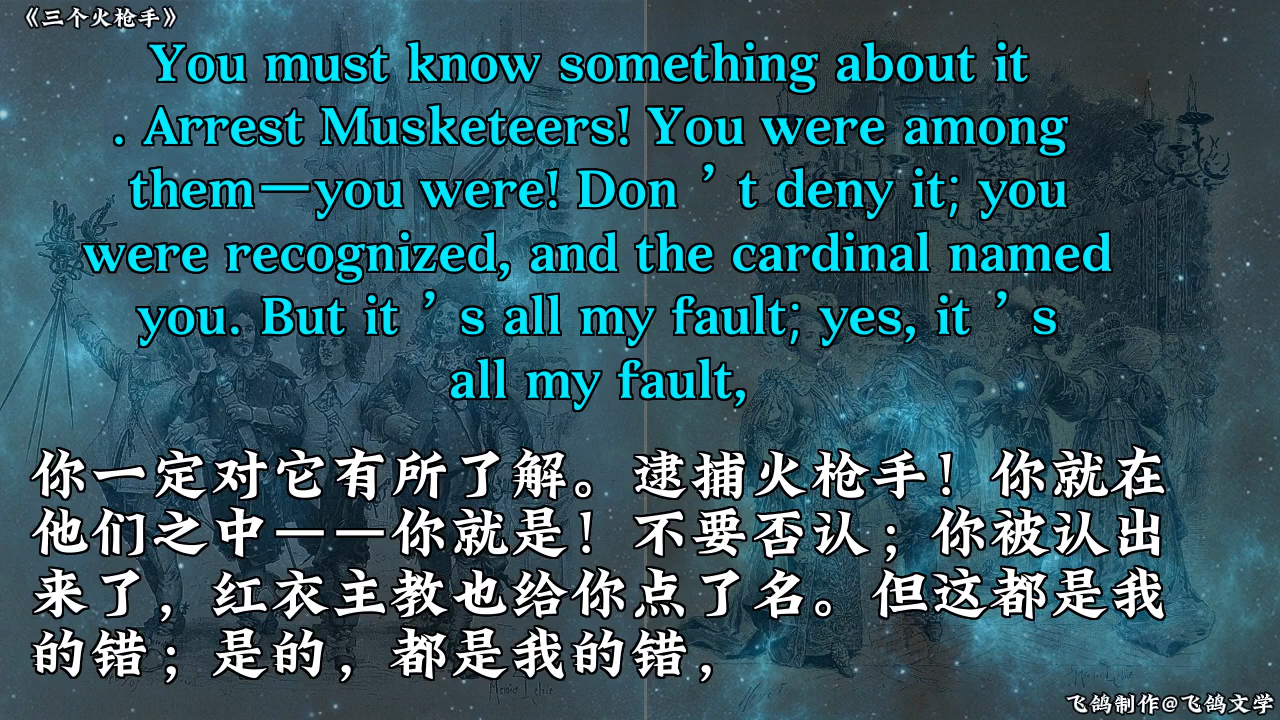 《三个火枪手》
You must know something about it
. Arrest Musketeers! You were among
them—you were! Don ’ t deny it; you
were recognized, and the cardinal named
you. But it ’ s all my fault; yes, it ’ s
all my fault,
你一定对它有所了解。逮捕火枪手！你就在
他们之中——你就是！不要否认；你被认出
来了，红衣主教也给你点了名。但这都是我
的错；是的，都是我的错，
飞鸽制作@飞鸽文学